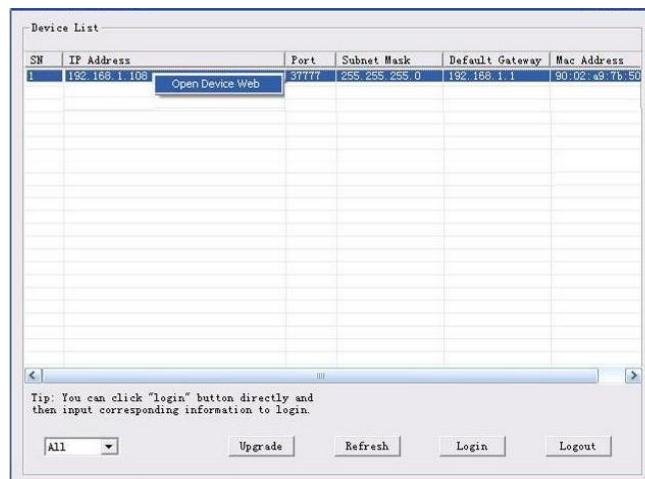 Device List
SN IP Address Port Subnet Mask Default Gateway Mac Address
1 192.168.1.108 37777 255.255.255.0 192.168.1.1 90:02:a9:7b:50
Open Device Web
Tip: You can click "login" button directly and
then input corresponding information to login.
All Upgrade Refresh Login Logout